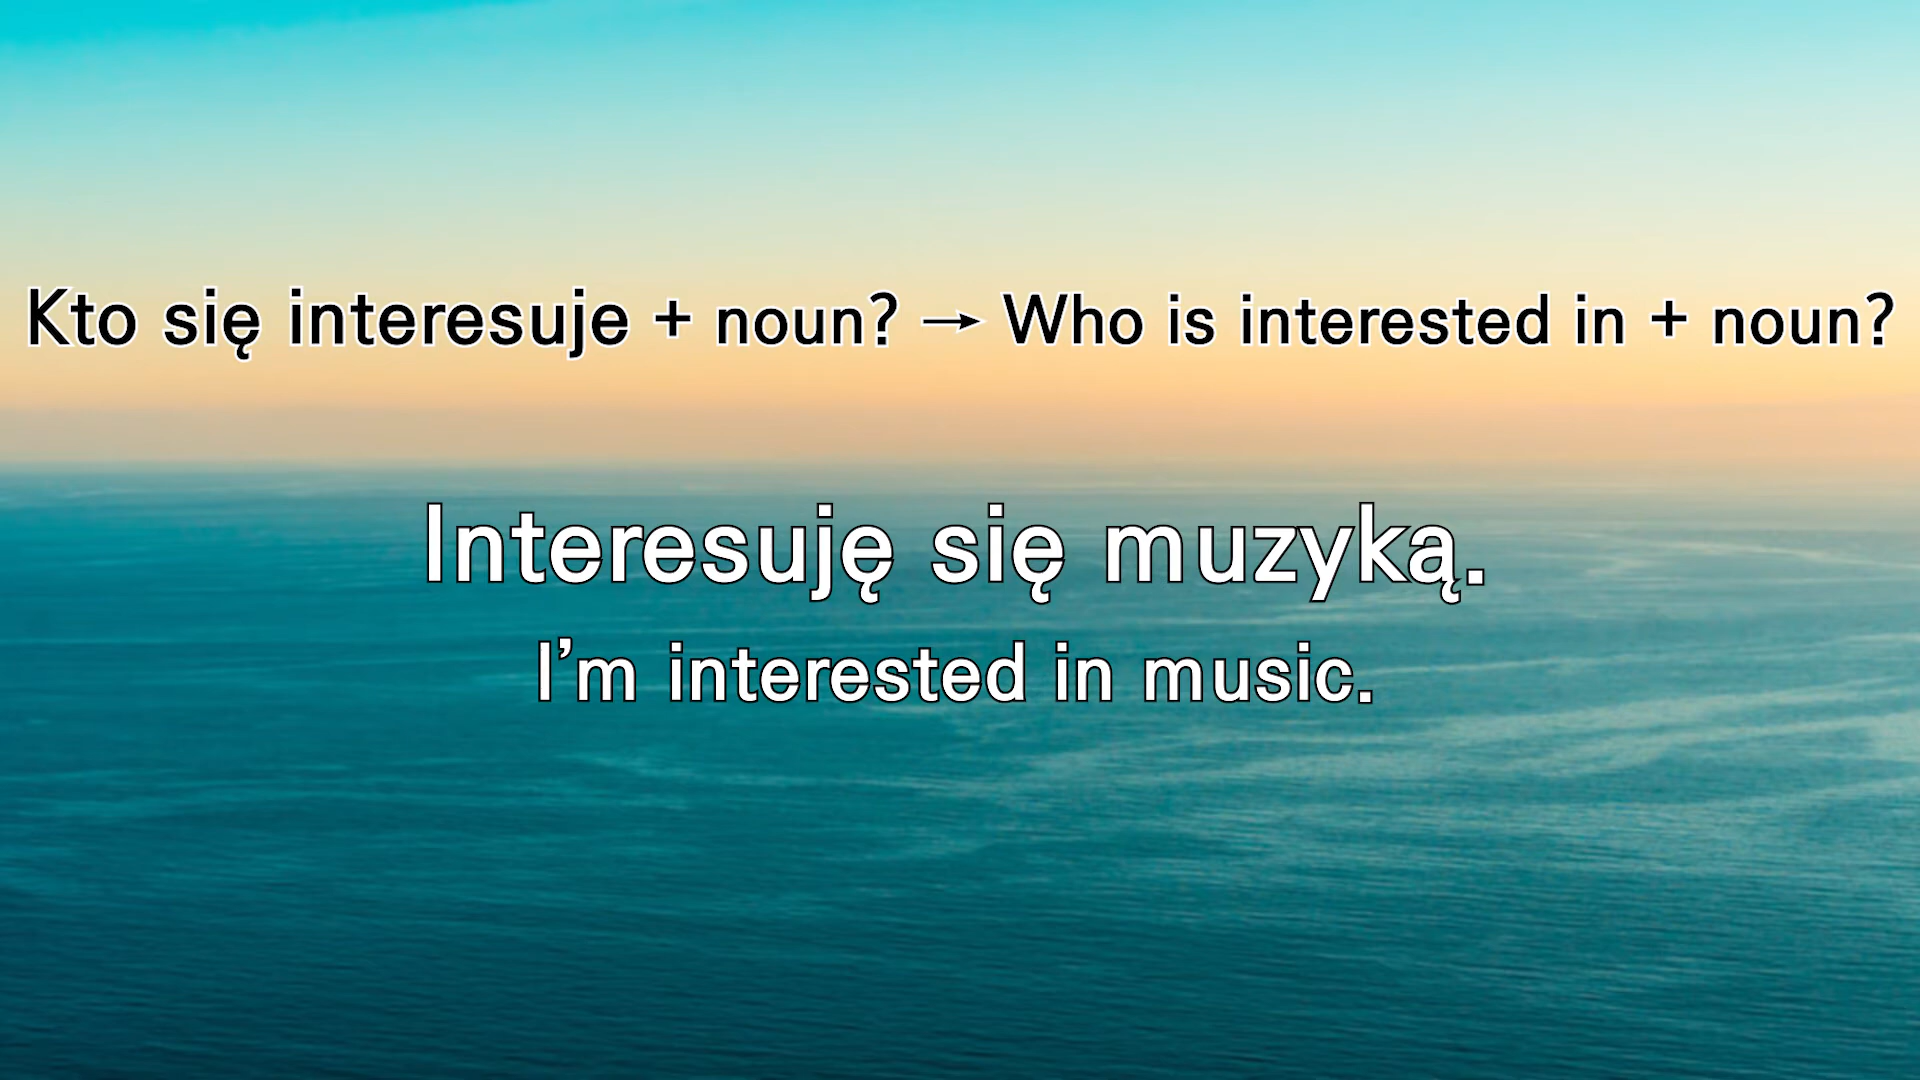 Kto się interesuje + noun? → Who is interested in + noun?
Interesuję się muzyką.
I’m interested in music.